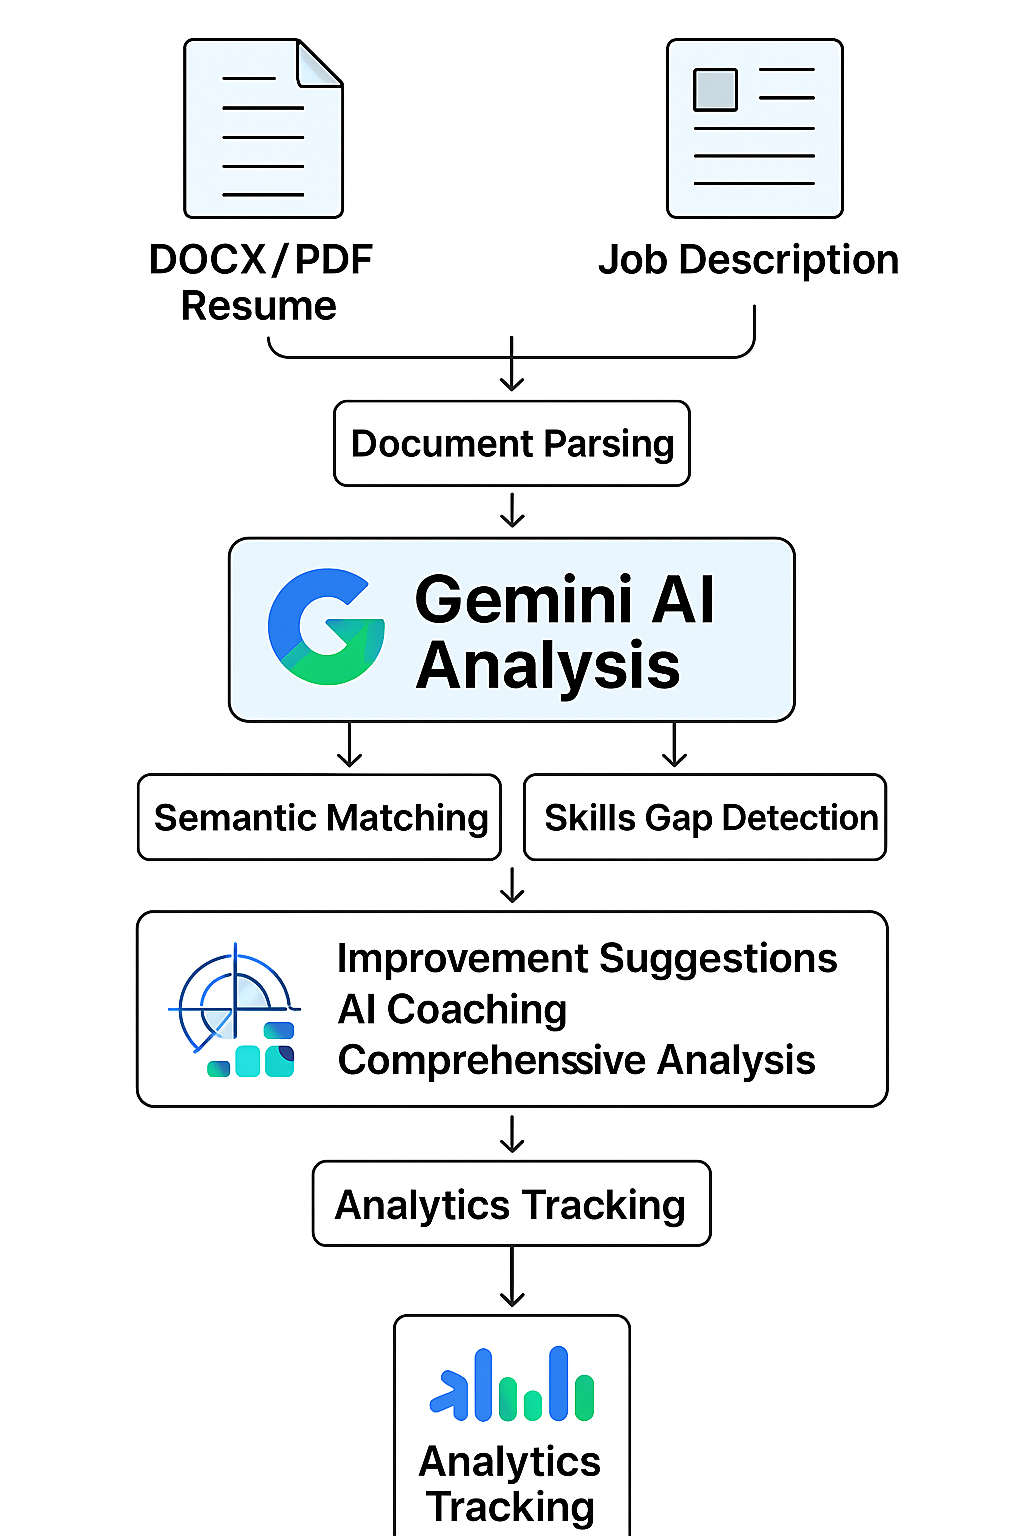 DOCX/PDF
Resume
Job Description
Document Parsing
Gemini AI
Analysis
Semantic Matching
Skills Gap Detection
Improvement Suggestions
AI Coaching
Comprehenssive Analysis
Analytics Tracking
Analytics
Tracking